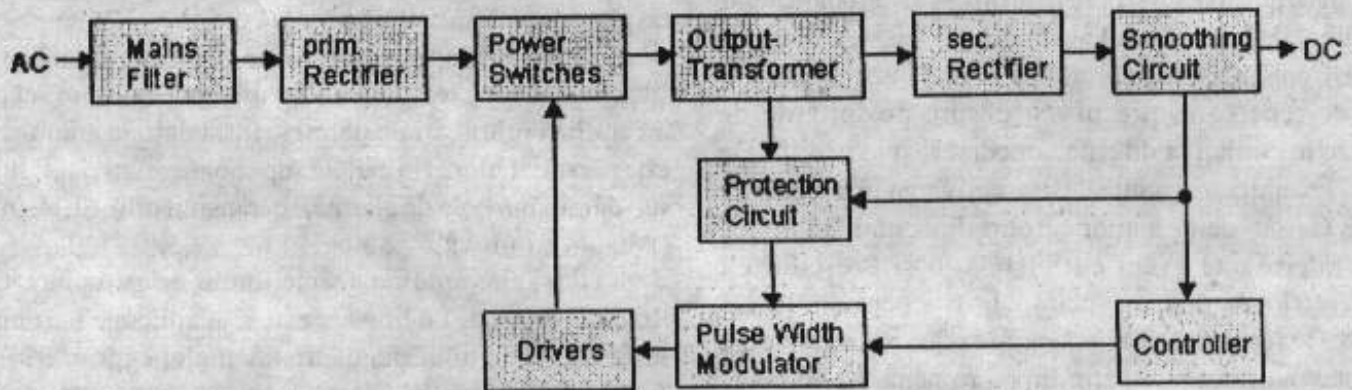 AC
Mains
Filter
prim.
Rectifier
Power
Switches
Output-
Transformer
sec.
Rectifier
Smoothing
Circuit
DC
Protection
Circuit
Drivers
Pulse Width
Modulator
Controller